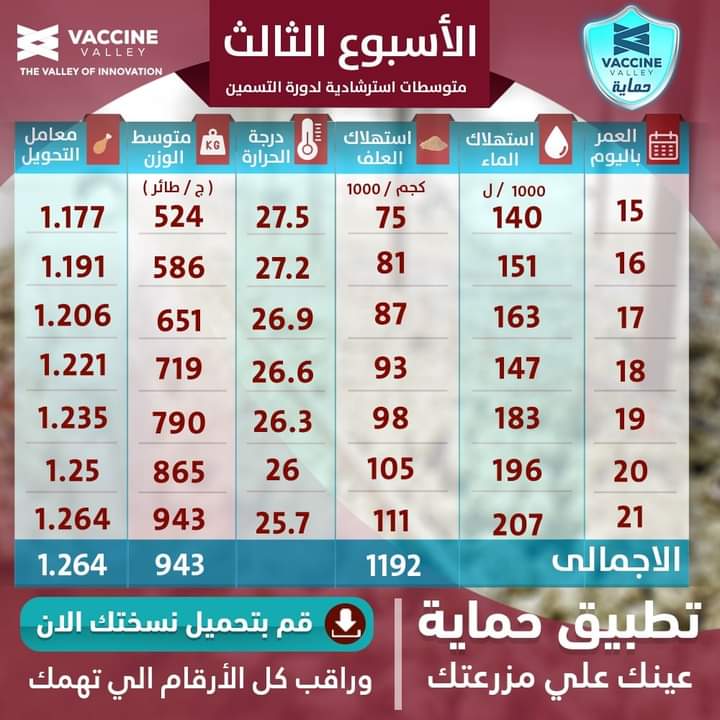 VACCINE
VALLEY
THE VALLEY OF INNOVATION
الأسبوع الثالث
متوسطات استرشادية لدورة التسمين
VACCINE
VALLEY
حماية
العمر باليوم | استهلاك الماء | استهلاك العلف | درجة الحرارة | متوسط الوزن | معامل التحويل
KG
1000 / ل | كجم / 1000 | ( ج / طائر )
15 | 140 | 75 | 27.5 | 524 | 1.177
16 | 151 | 81 | 27.2 | 586 | 1.191
17 | 163 | 87 | 26.9 | 651 | 1.206
18 | 147 | 93 | 26.6 | 719 | 1.221
19 | 183 | 98 | 26.3 | 790 | 1.235
20 | 196 | 105 | 26 | 865 | 1.25
21 | 207 | 111 | 25.7 | 943 | 1.264
الاجمالى | 1192 | 943 | 1.264
تطبيق حماية
عينك علي مزرعتك
قم بتحميل نسختك الان
وراقب كل الأرقام الي تهمك